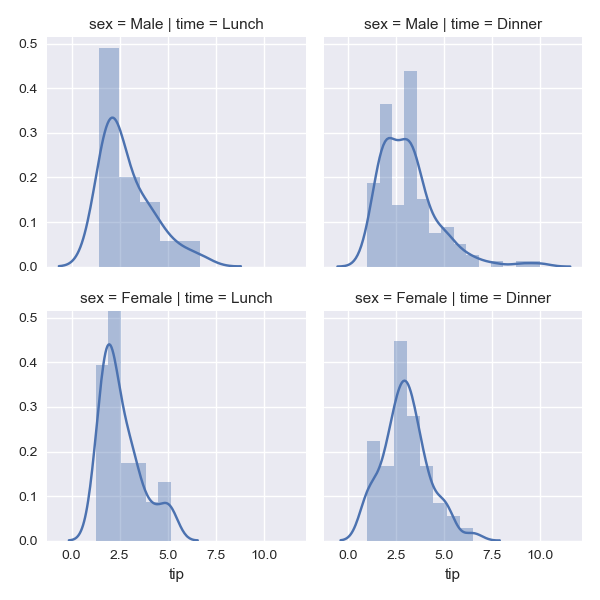 sex = Male | time = Lunch
sex = Male | time = Dinner
0.5
0.4
0.3
0.2
0.1
0.0
sex = Female | time = Lunch
sex = Female | time = Dinner
0.5
0.4
0.3
0.2
0.1
0.0
0.0 2.5 5.0 7.5 10.0
0.0 2.5 5.0 7.5 10.0
tip
tip